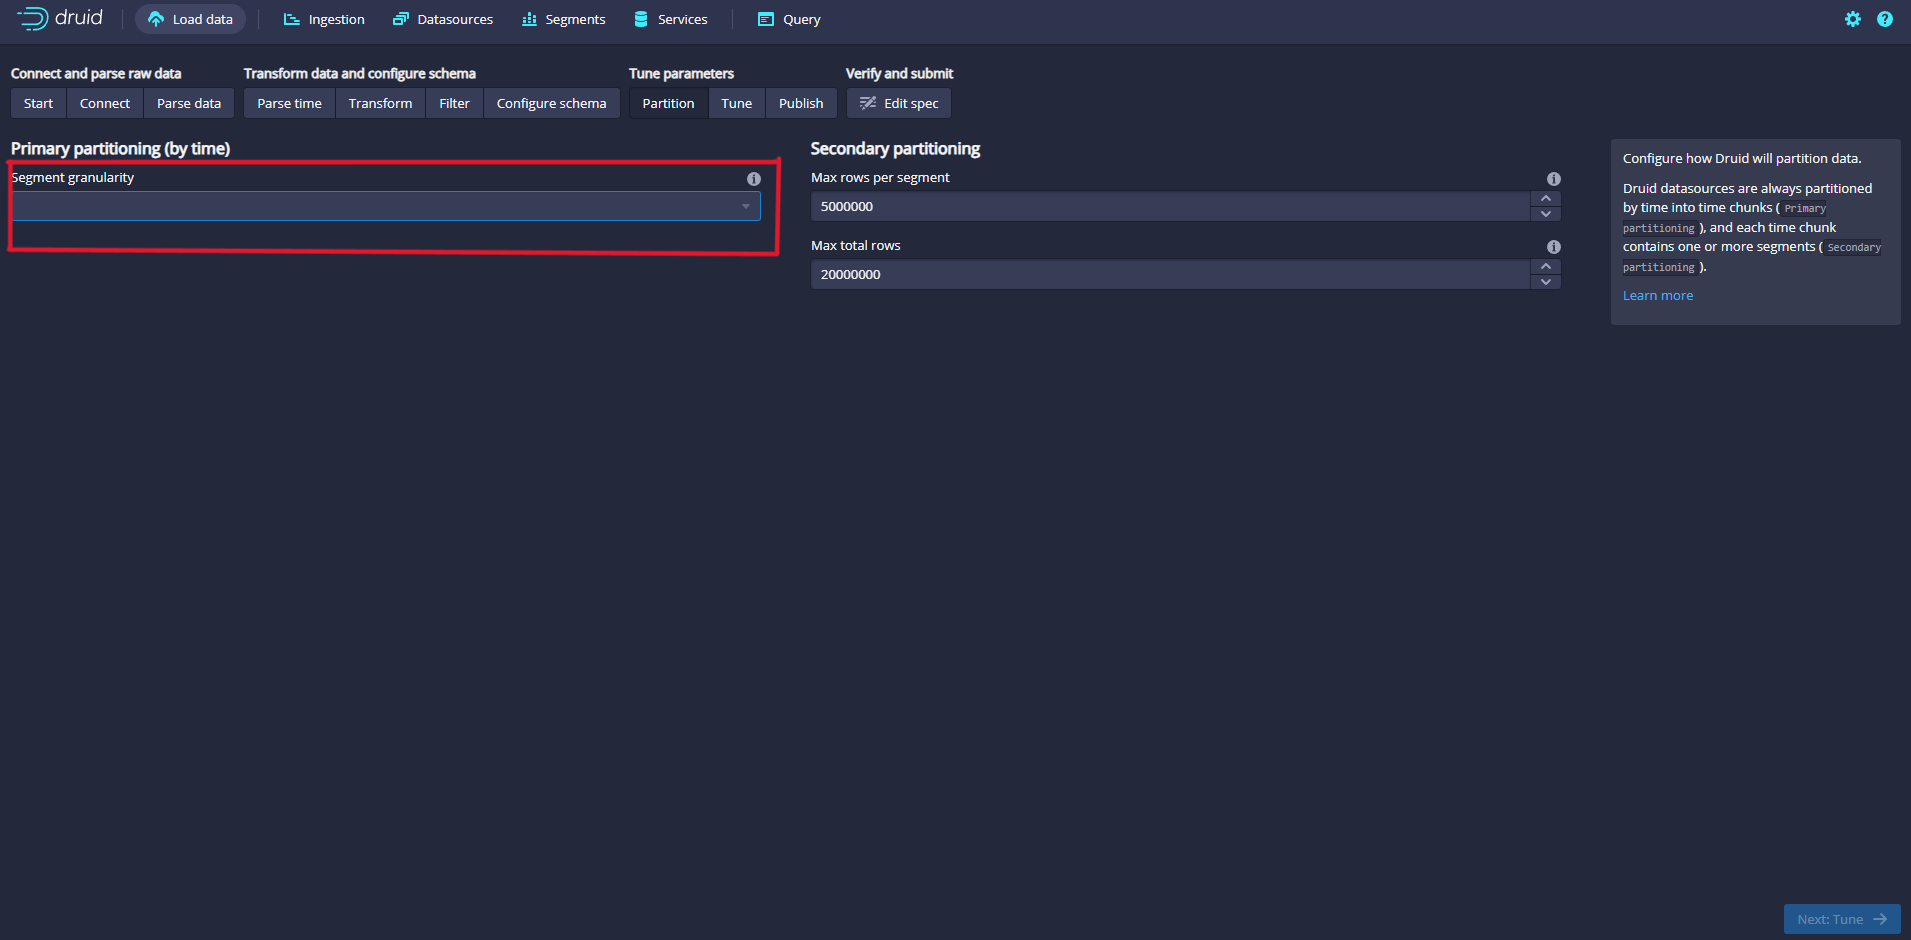 druid Load data Ingestion Datasources Segments Services Query
Connect and parse raw data Transform data and configure schema Tune parameters Verify and submit
Start Connect Parse data Parse time Transform Filter Configure schema Partition Tune Publish Edit spec
Primary partitioning (by time)
Segment granularity
Secondary partitioning
Max rows per segment
5000000
Max total rows
20000000
Configure how Druid will partition data.
Druid datasources are always partitioned
by time into time chunks ( Primary
partitioning ), and each time chunk
contains one or more segments ( Secondary
partitioning ).
Learn more
Next: Tune